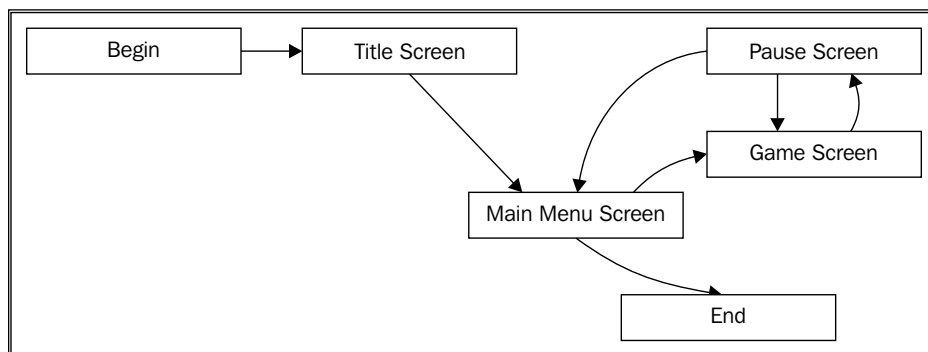 Begin
Title Screen
Pause Screen
Game Screen
Main Menu Screen
End